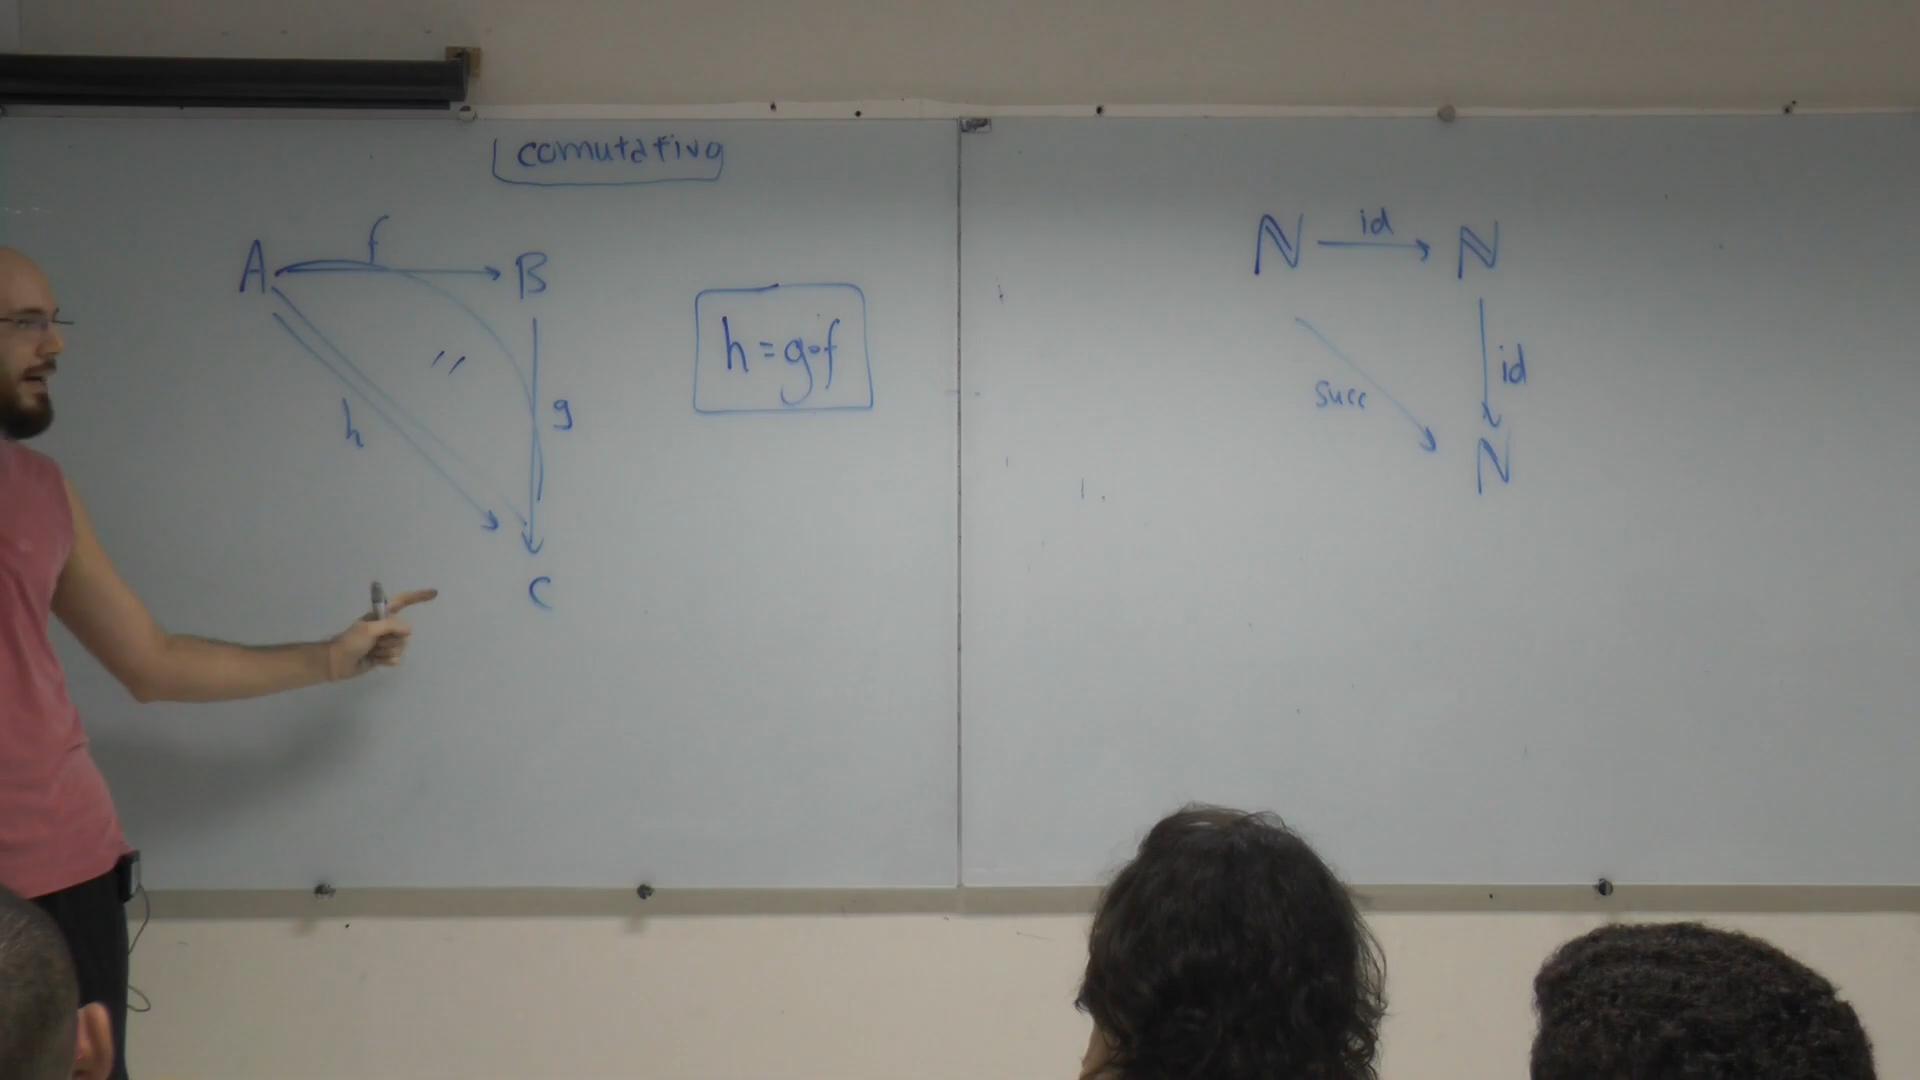 comutativo
A f B
h g
C
h = g∘f
ℕ id ℕ
succ id
ℕ